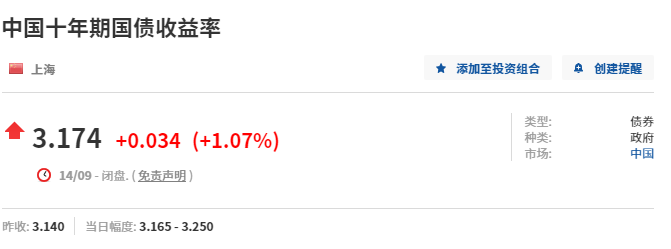 中国十年期国债收益率
上海
添加至投资组合 创建提醒
3.174 +0.034 (+1.07%)
14/09 - 闭盘. ( 免责声明 )
类型: 债券
种类: 政府
市场: 中国
昨收: 3.140 当日幅度: 3.165 - 3.250